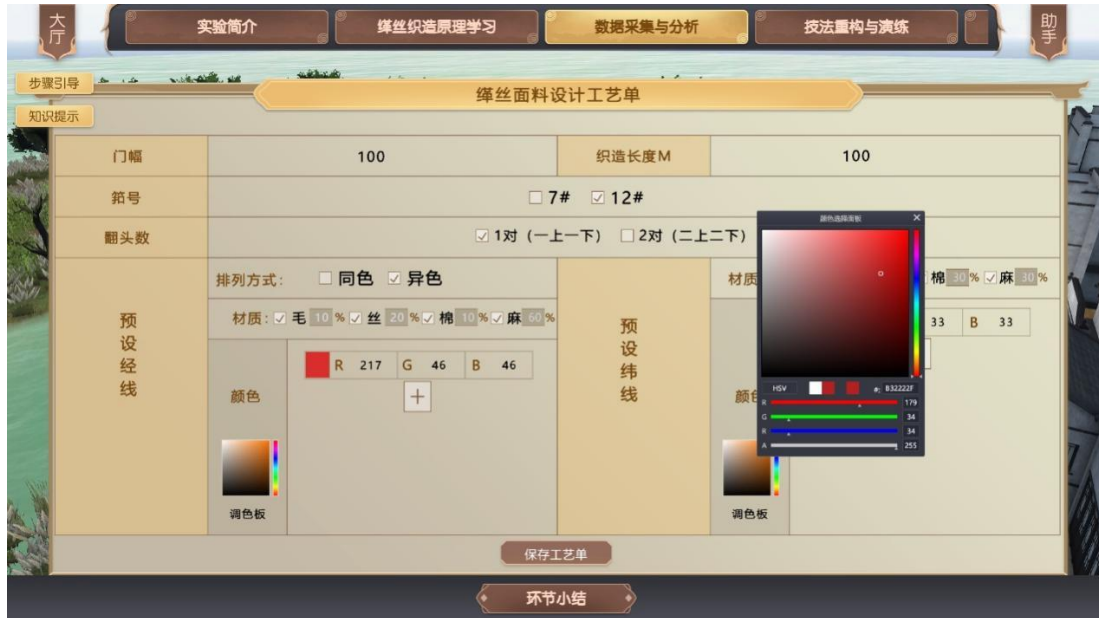 大厅
实验简介
缂丝织造原理学习
数据采集与分析
技法重构与演练
助手
步骤引导
知识提示
缂丝面料设计工艺单
门幅 100 织造长度M 100
筘号 7# 12#
翻头数 1对（一上一下） 2对（二上二下）
预设经线
排列方式： 同色 异色
材质：毛 10 % 丝 20 % 棉 10 % 麻 60 %
颜色
R 217 G 46 B 46
+
调色板
预设纬线
材质 棉 30 % 麻 30 %
颜色
33 B 33
调色板
颜色选择面板 ×
HSV #: B32222F
R 179
G 34
R 34
A 255
保存工艺单
环节小结